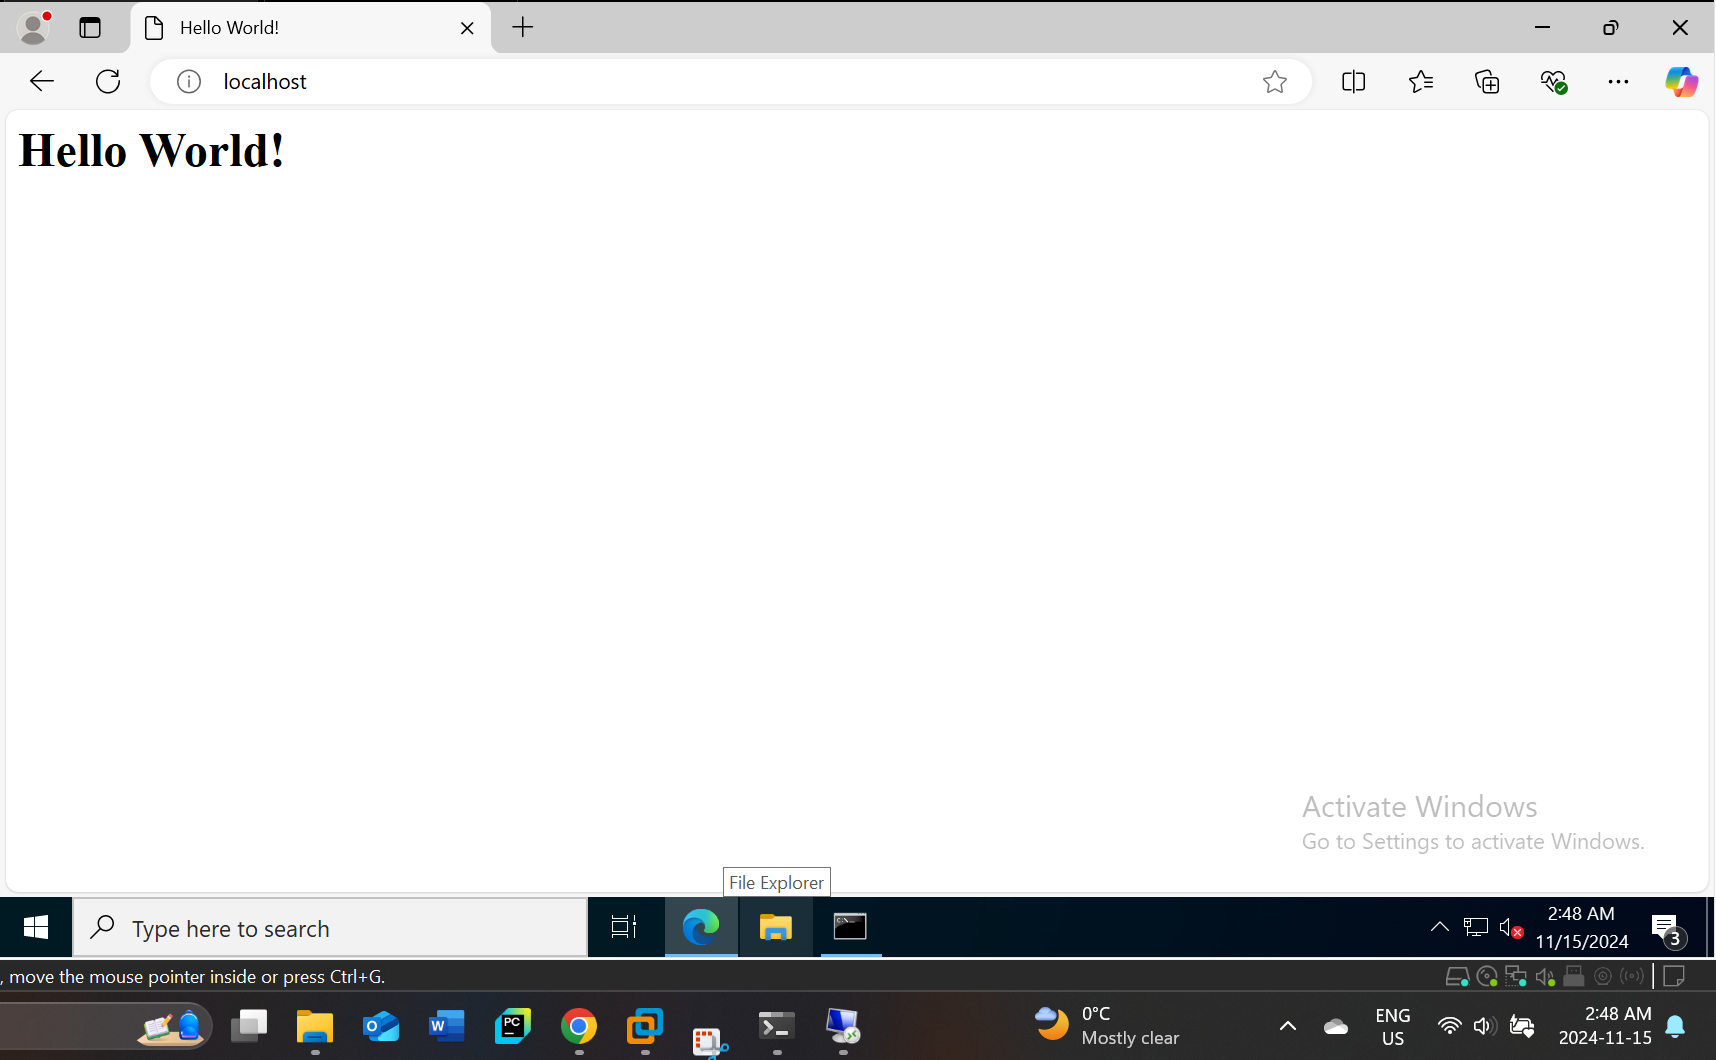 Hello World!
localhost
Hello World!
Activate Windows
Go to Settings to activate Windows.
File Explorer
Type here to search
2:48 AM
11/15/2024
3
, move the mouse pointer inside or press Ctrl+G.
0°C
Mostly clear
ENG
US
2:48 AM
2024-11-15